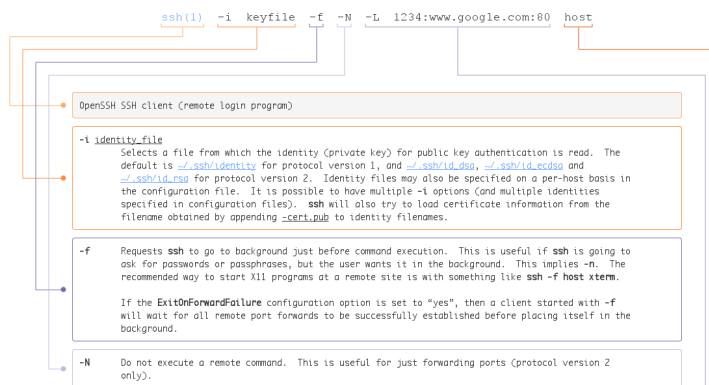 ssh(1) -i keyfile -f -N -L 1234:www.google.com:80 host
OpenSSH SSH client (remote login program)
-i identity_file
Selects a file from which the identity (private key) for public key authentication is read. The
default is ~/.ssh/identity for protocol version 1, and ~/.ssh/id_dsa, ~/.ssh/id_ecdsa and
~/.ssh/id_rsa for protocol version 2. Identity files may also be specified on a per-host basis in
the configuration file. It is possible to have multiple -i options (and multiple identities
specified in configuration files). ssh will also try to load certificate information from the
filename obtained by appending -cert.pub to identity filenames.
-f Requests ssh to go to background just before command execution. This is useful if ssh is going to
ask for passwords or passphrases, but the user wants it in the background. This implies -n. The
recommended way to start X11 programs at a remote site is with something like ssh -f host xterm.
If the ExitOnForwardFailure configuration option is set to “yes”, then a client started with -f
will wait for all remote port forwards to be successfully established before placing itself in the
background.
-N Do not execute a remote command. This is useful for just forwarding ports (protocol version 2
only).